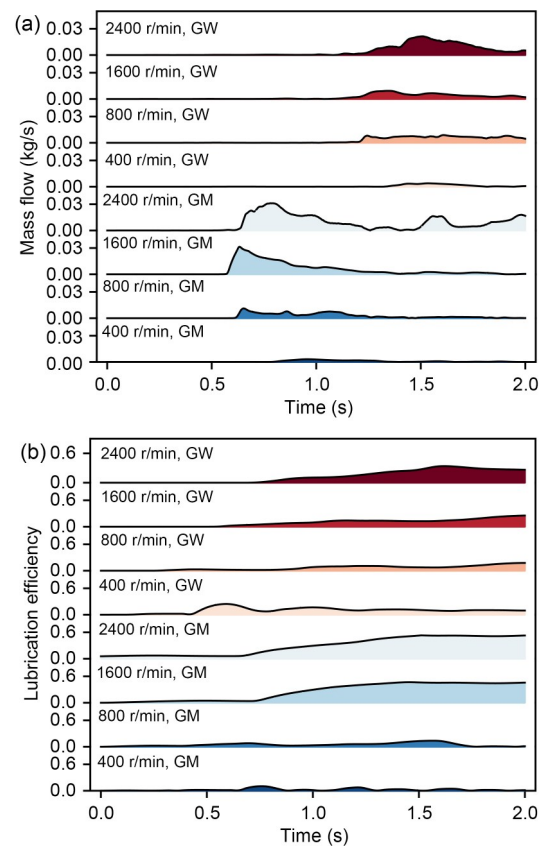 (a)
Mass flow (kg/s)
0.03
2400 r/min, GW
0.00
0.03
1600 r/min, GW
0.00
0.03
800 r/min, GW
0.00
0.03
400 r/min, GW
0.00
0.03
2400 r/min, GM
0.00
0.03
1600 r/min, GM
0.00
0.03
800 r/min, GM
0.00
0.03
400 r/min, GM
0.00
0.0 0.5 1.0 1.5 2.0
Time (s)
(b)
Lubrication efficiency
0.6
2400 r/min, GW
0.0
0.6
1600 r/min, GW
0.0
0.6
800 r/min, GW
0.0
0.6
400 r/min, GW
0.0
0.6
2400 r/min, GM
0.0
0.6
1600 r/min, GM
0.0
0.6
800 r/min, GM
0.0
0.6
400 r/min, GM
0.0
0.0 0.5 1.0 1.5 2.0
Time (s)